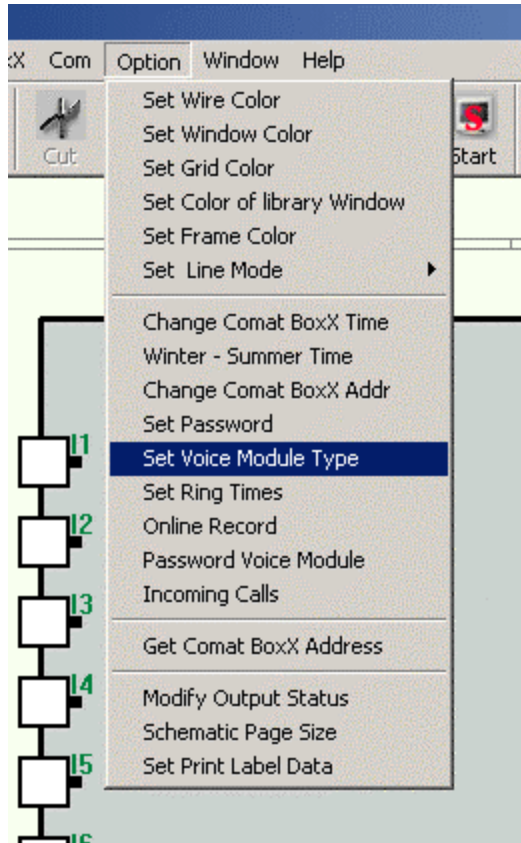 X Com Option Window Help
Cut
Start
Set Wire Color
Set Window Color
Set Grid Color
Set Color of library Window
Set Frame Color
Set Line Mode
Change Comat BoxX Time
Winter - Summer Time
Change Comat BoxX Addr
Set Password
Set Voice Module Type
Set Ring Times
Online Record
Password Voice Module
Incoming Calls
Get Comat BoxX Address
Modify Output Status
Schematic Page Size
Set Print Label Data
I1
I2
I3
I4
I5
I6